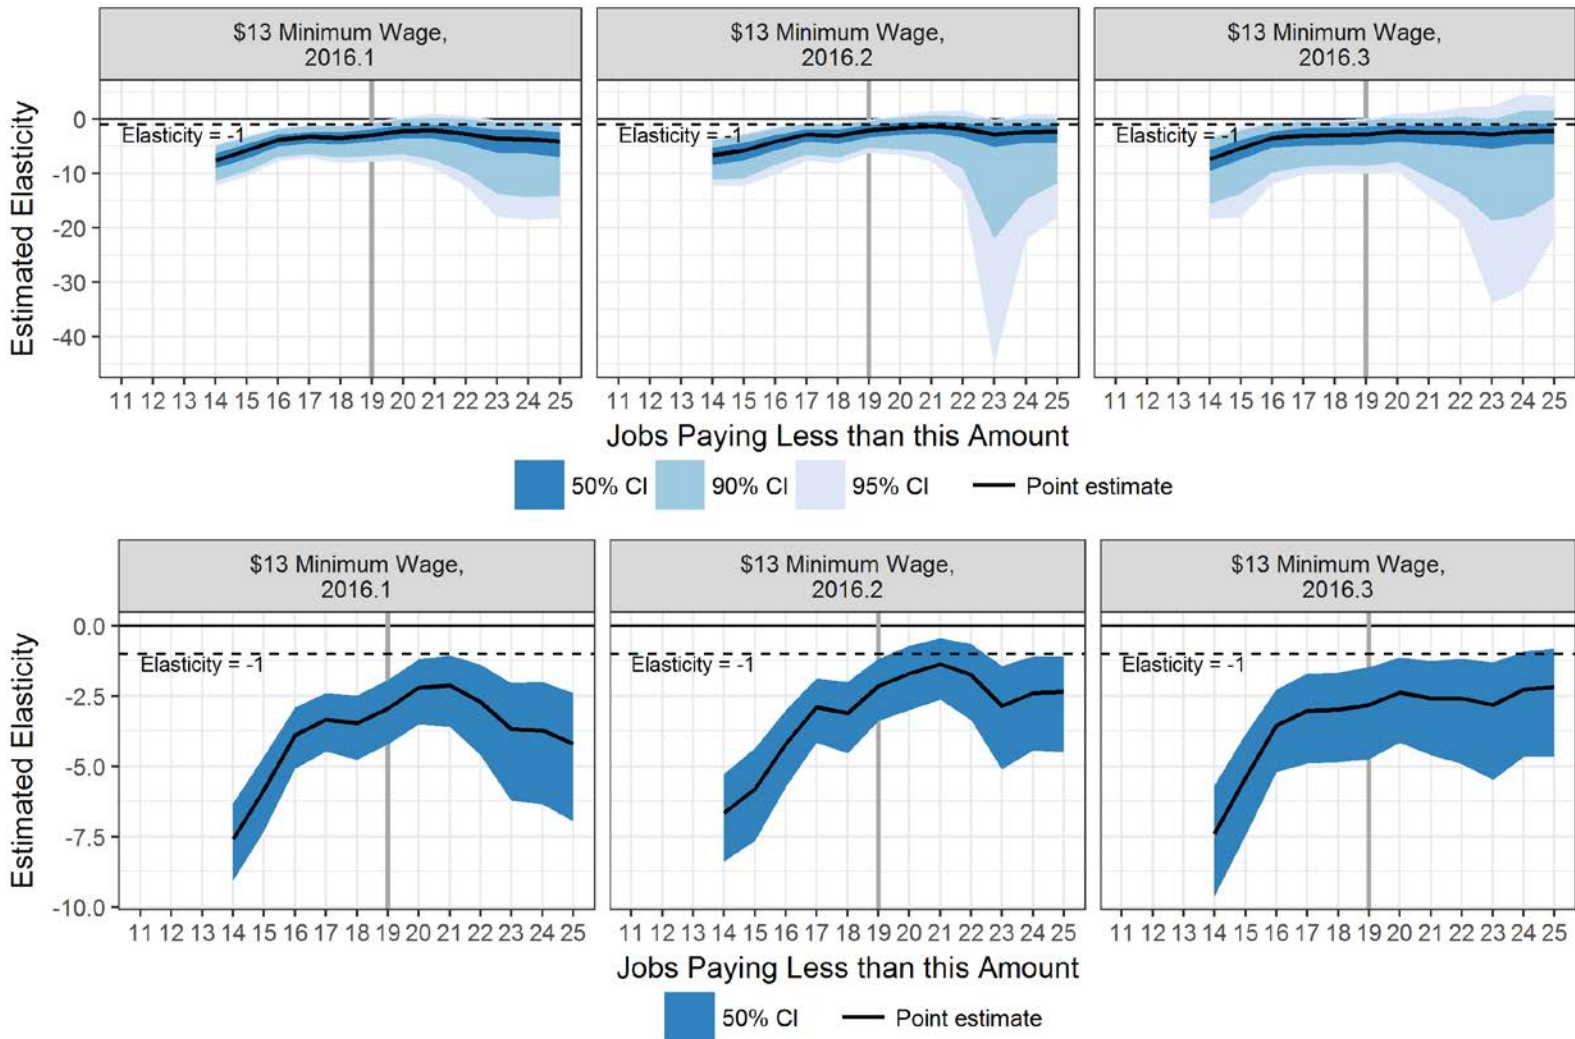 $13 Minimum Wage,
2016.1
$13 Minimum Wage,
2016.2
$13 Minimum Wage,
2016.3
Estimated Elasticity
0
-10
-20
-30
-40
Elasticity = -1
Elasticity = -1
Elasticity = -1
11 12 13 14 15 16 17 18 19 20 21 22 23 24 25
11 12 13 14 15 16 17 18 19 20 21 22 23 24 25
11 12 13 14 15 16 17 18 19 20 21 22 23 24 25
Jobs Paying Less than this Amount
50% CI 90% CI 95% CI Point estimate
$13 Minimum Wage,
2016.1
$13 Minimum Wage,
2016.2
$13 Minimum Wage,
2016.3
Estimated Elasticity
0.0
-2.5
-5.0
-7.5
-10.0
Elasticity = -1
Elasticity = -1
Elasticity = -1
11 12 13 14 15 16 17 18 19 20 21 22 23 24 25
11 12 13 14 15 16 17 18 19 20 21 22 23 24 25
11 12 13 14 15 16 17 18 19 20 21 22 23 24 25
Jobs Paying Less than this Amount
50% CI Point estimate